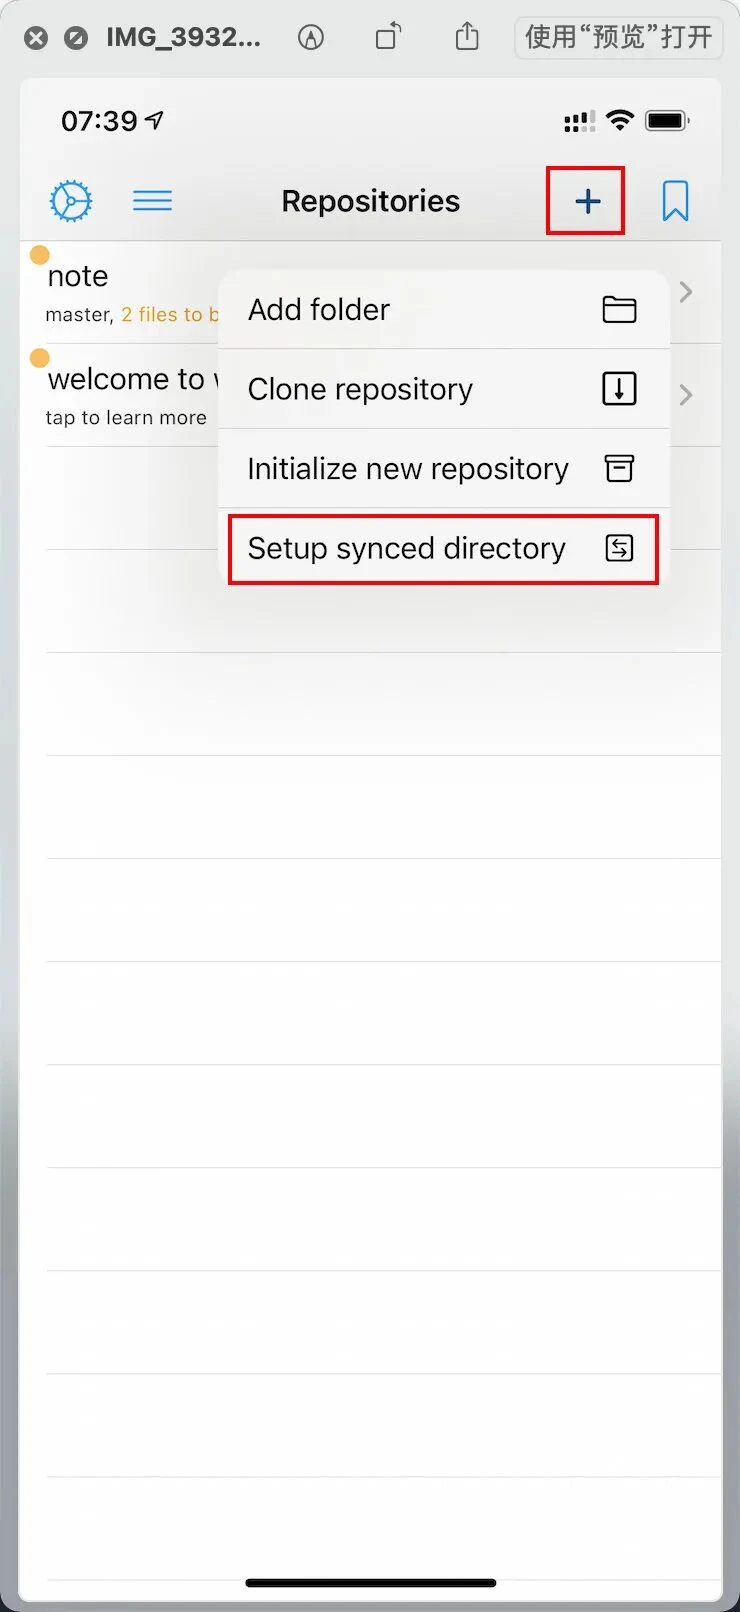 IMG_3932...
使用“预览”打开
07:39
Repositories
note
master, 2 files to b
welcome to
tap to learn more
Add folder
Clone repository
Initialize new repository
Setup synced directory